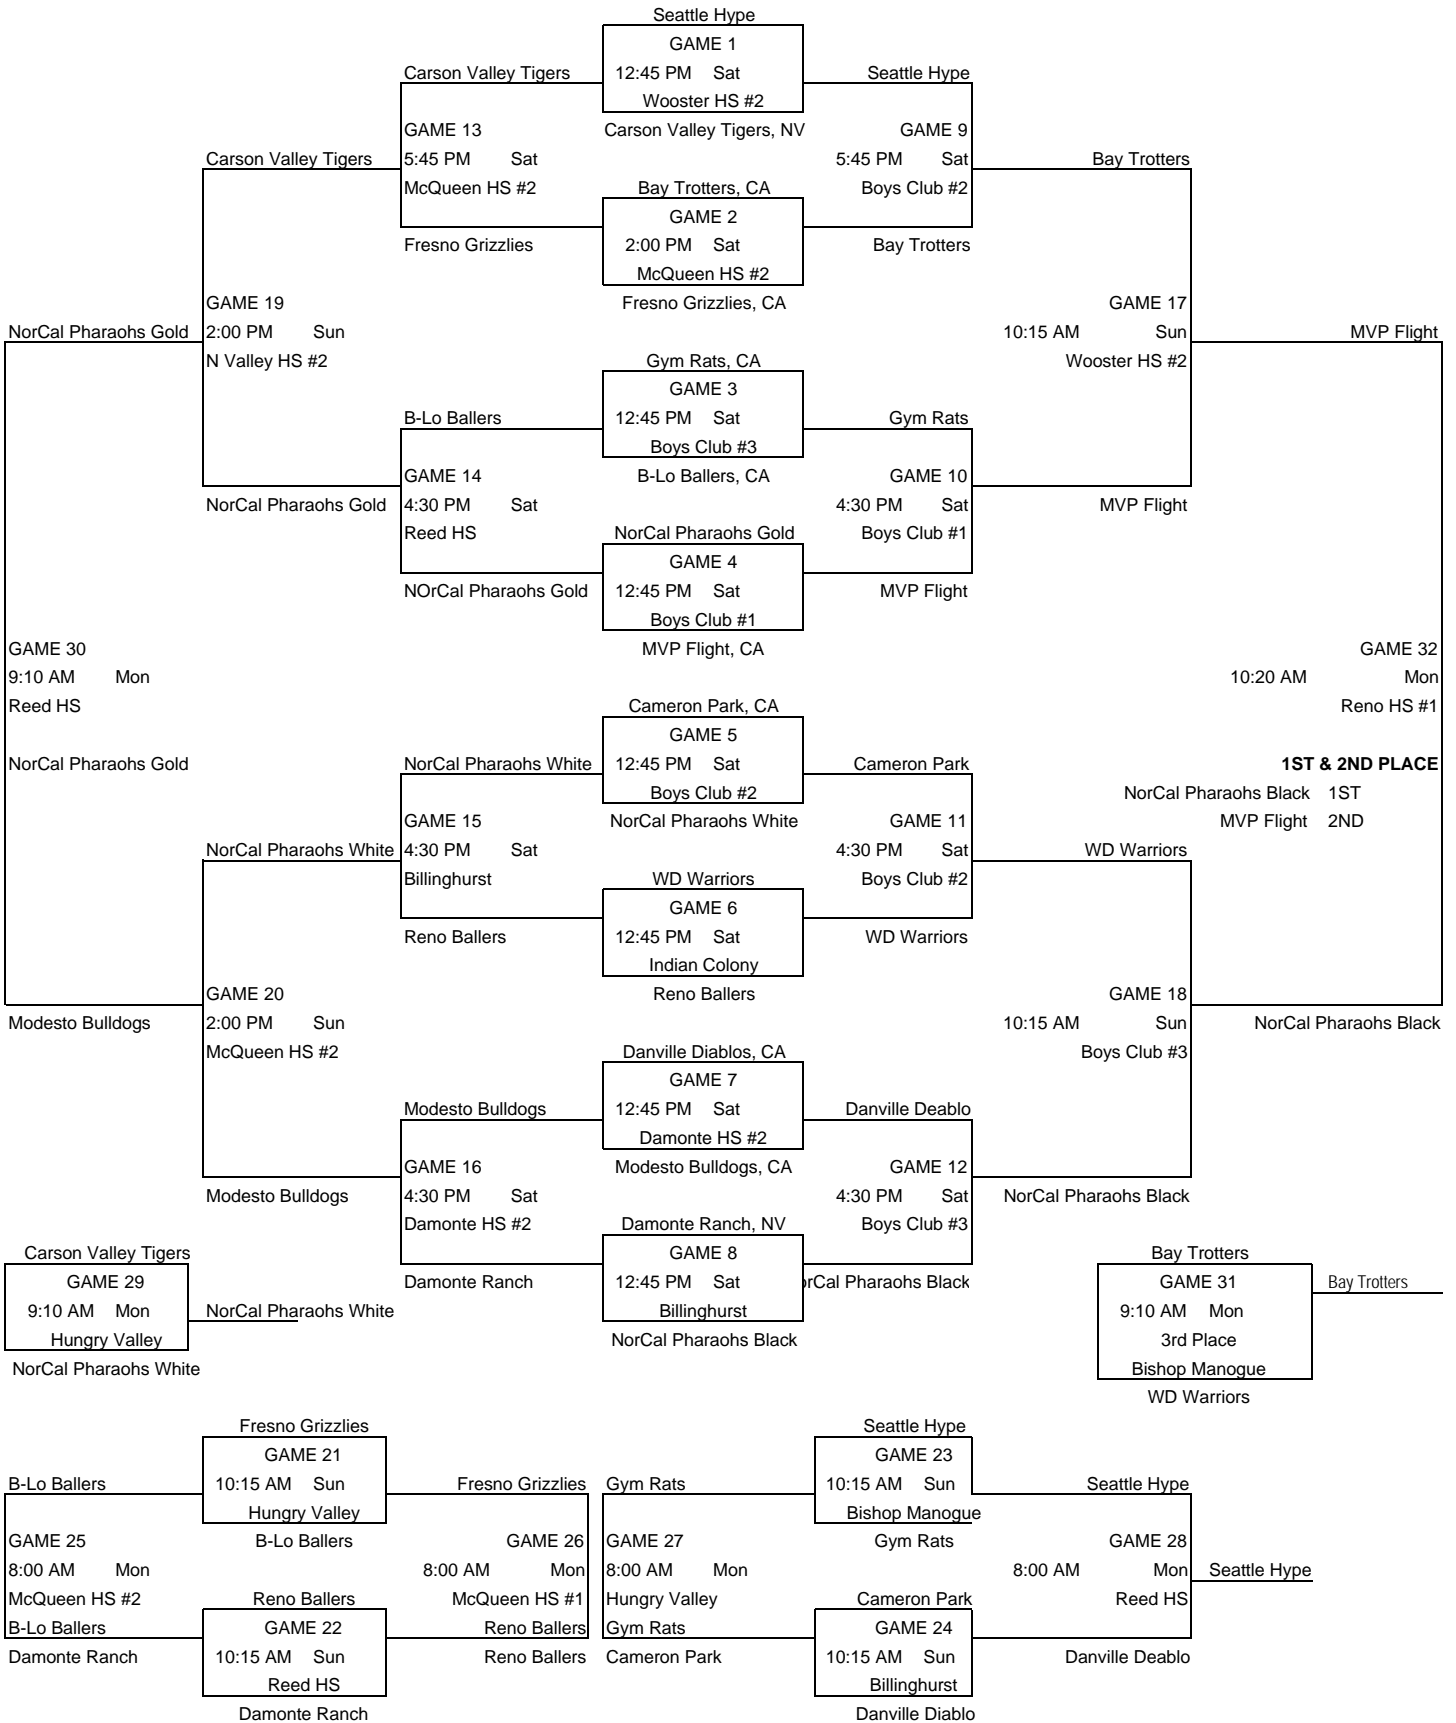 Seattle Hype
GAME 1
Carson Valley Tigers 12:45 PM Sat Seattle Hype
Wooster HS #2
GAME 13 Carson Valley Tigers, NV GAME 9
Carson Valley Tigers 5:45 PM Sat 5:45 PM Sat Bay Trotters
McQueen HS #2 Bay Trotters, CA Boys Club #2
GAME 2
Fresno Grizzlies 2:00 PM Sat Bay Trotters
McQueen HS #2
GAME 19 Fresno Grizzlies, CA GAME 17
NorCal Pharaohs Gold 2:00 PM Sun 10:15 AM Sun MVP Flight
N Valley HS #2 Gym Rats, CA Wooster HS #2
GAME 3
B-Lo Ballers 12:45 PM Sat Gym Rats
Boys Club #3
GAME 14 B-Lo Ballers, CA GAME 10
NorCal Pharaohs Gold 4:30 PM Sat 4:30 PM Sat MVP Flight
Reed HS NorCal Pharaohs Gold Boys Club #1
GAME 4
NOrCal Pharaohs Gold 12:45 PM Sat MVP Flight
Boys Club #1
GAME 30 MVP Flight, CA GAME 32
9:10 AM Mon 10:20 AM Mon
Reed HS Cameron Park, CA Reno HS #1
GAME 5
NorCal Pharaohs Gold NorCal Pharaohs White 12:45 PM Sat Cameron Park 1ST & 2ND PLACE
Boys Club #2 NorCal Pharaohs Black 1ST
GAME 15 NorCal Pharaohs White GAME 11 MVP Flight 2ND
NorCal Pharaohs White 4:30 PM Sat 4:30 PM Sat WD Warriors
Billinghurst WD Warriors Boys Club #2
GAME 6
Reno Ballers 12:45 PM Sat WD Warriors
Indian Colony
GAME 20 Reno Ballers GAME 18
Modesto Bulldogs 2:00 PM Sun 10:15 AM Sun NorCal Pharaohs Black
McQueen HS #2 Danville Diablos, CA Boys Club #3
GAME 7
Modesto Bulldogs 12:45 PM Sat Danville Deablo
Damonte HS #2
GAME 16 Modesto Bulldogs, CA GAME 12
Modesto Bulldogs 4:30 PM Sat 4:30 PM Sat NorCal Pharaohs Black
Damonte HS #2 Damonte Ranch, NV Boys Club #3
Carson Valley Tigers GAME 8 Bay Trotters
GAME 29 Damonte Ranch 12:45 PM Sat orCal Pharaohs Black GAME 31 Bay Trotters
9:10 AM Mon NorCal Pharaohs White Billinghurst 9:10 AM Mon
Hungry Valley NorCal Pharaohs Black 3rd Place
NorCal Pharaohs White Bishop Manogue
WD Warriors
Fresno Grizzlies Seattle Hype
GAME 21 GAME 23
B-Lo Ballers 10:15 AM Sun Fresno Grizzlies Gym Rats 10:15 AM Sun Seattle Hype
Hungry Valley Bishop Manogue
GAME 25 B-Lo Ballers GAME 26 GAME 27 Gym Rats GAME 28
8:00 AM Mon 8:00 AM Mon 8:00 AM Mon 8:00 AM Mon Seattle Hype
McQueen HS #2 Reno Ballers McQueen HS #1 Hungry Valley Cameron Park Reed HS
B-Lo Ballers GAME 22 Reno Ballers Gym Rats GAME 24
Damonte Ranch 10:15 AM Sun Reno Ballers Cameron Park 10:15 AM Sun Danville Deablo
Reed HS Billinghurst
Damonte Ranch Danville Diablo